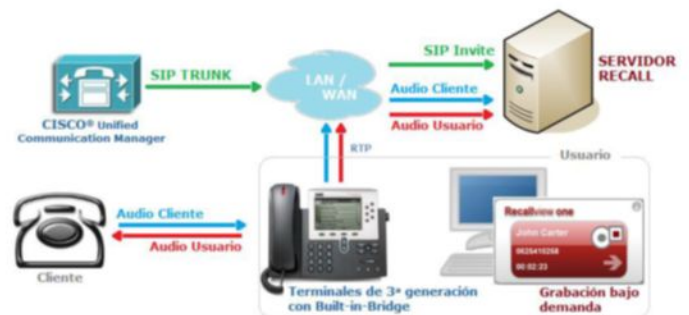 SIP TRUNK
LAN /
WAN
SIP Invite
Audio Cliente
Audio Usuario
SERVIDOR
RECALL
CISCO® Unified
Communication Manager
RTP
Usuario
Audio Cliente
Audio Usuario
Cliente
Terminales de 3ª generación
con Built-in-Bridge
Recallview one
John Carter
0625410258
00:02:23
Grabación bajo
demanda